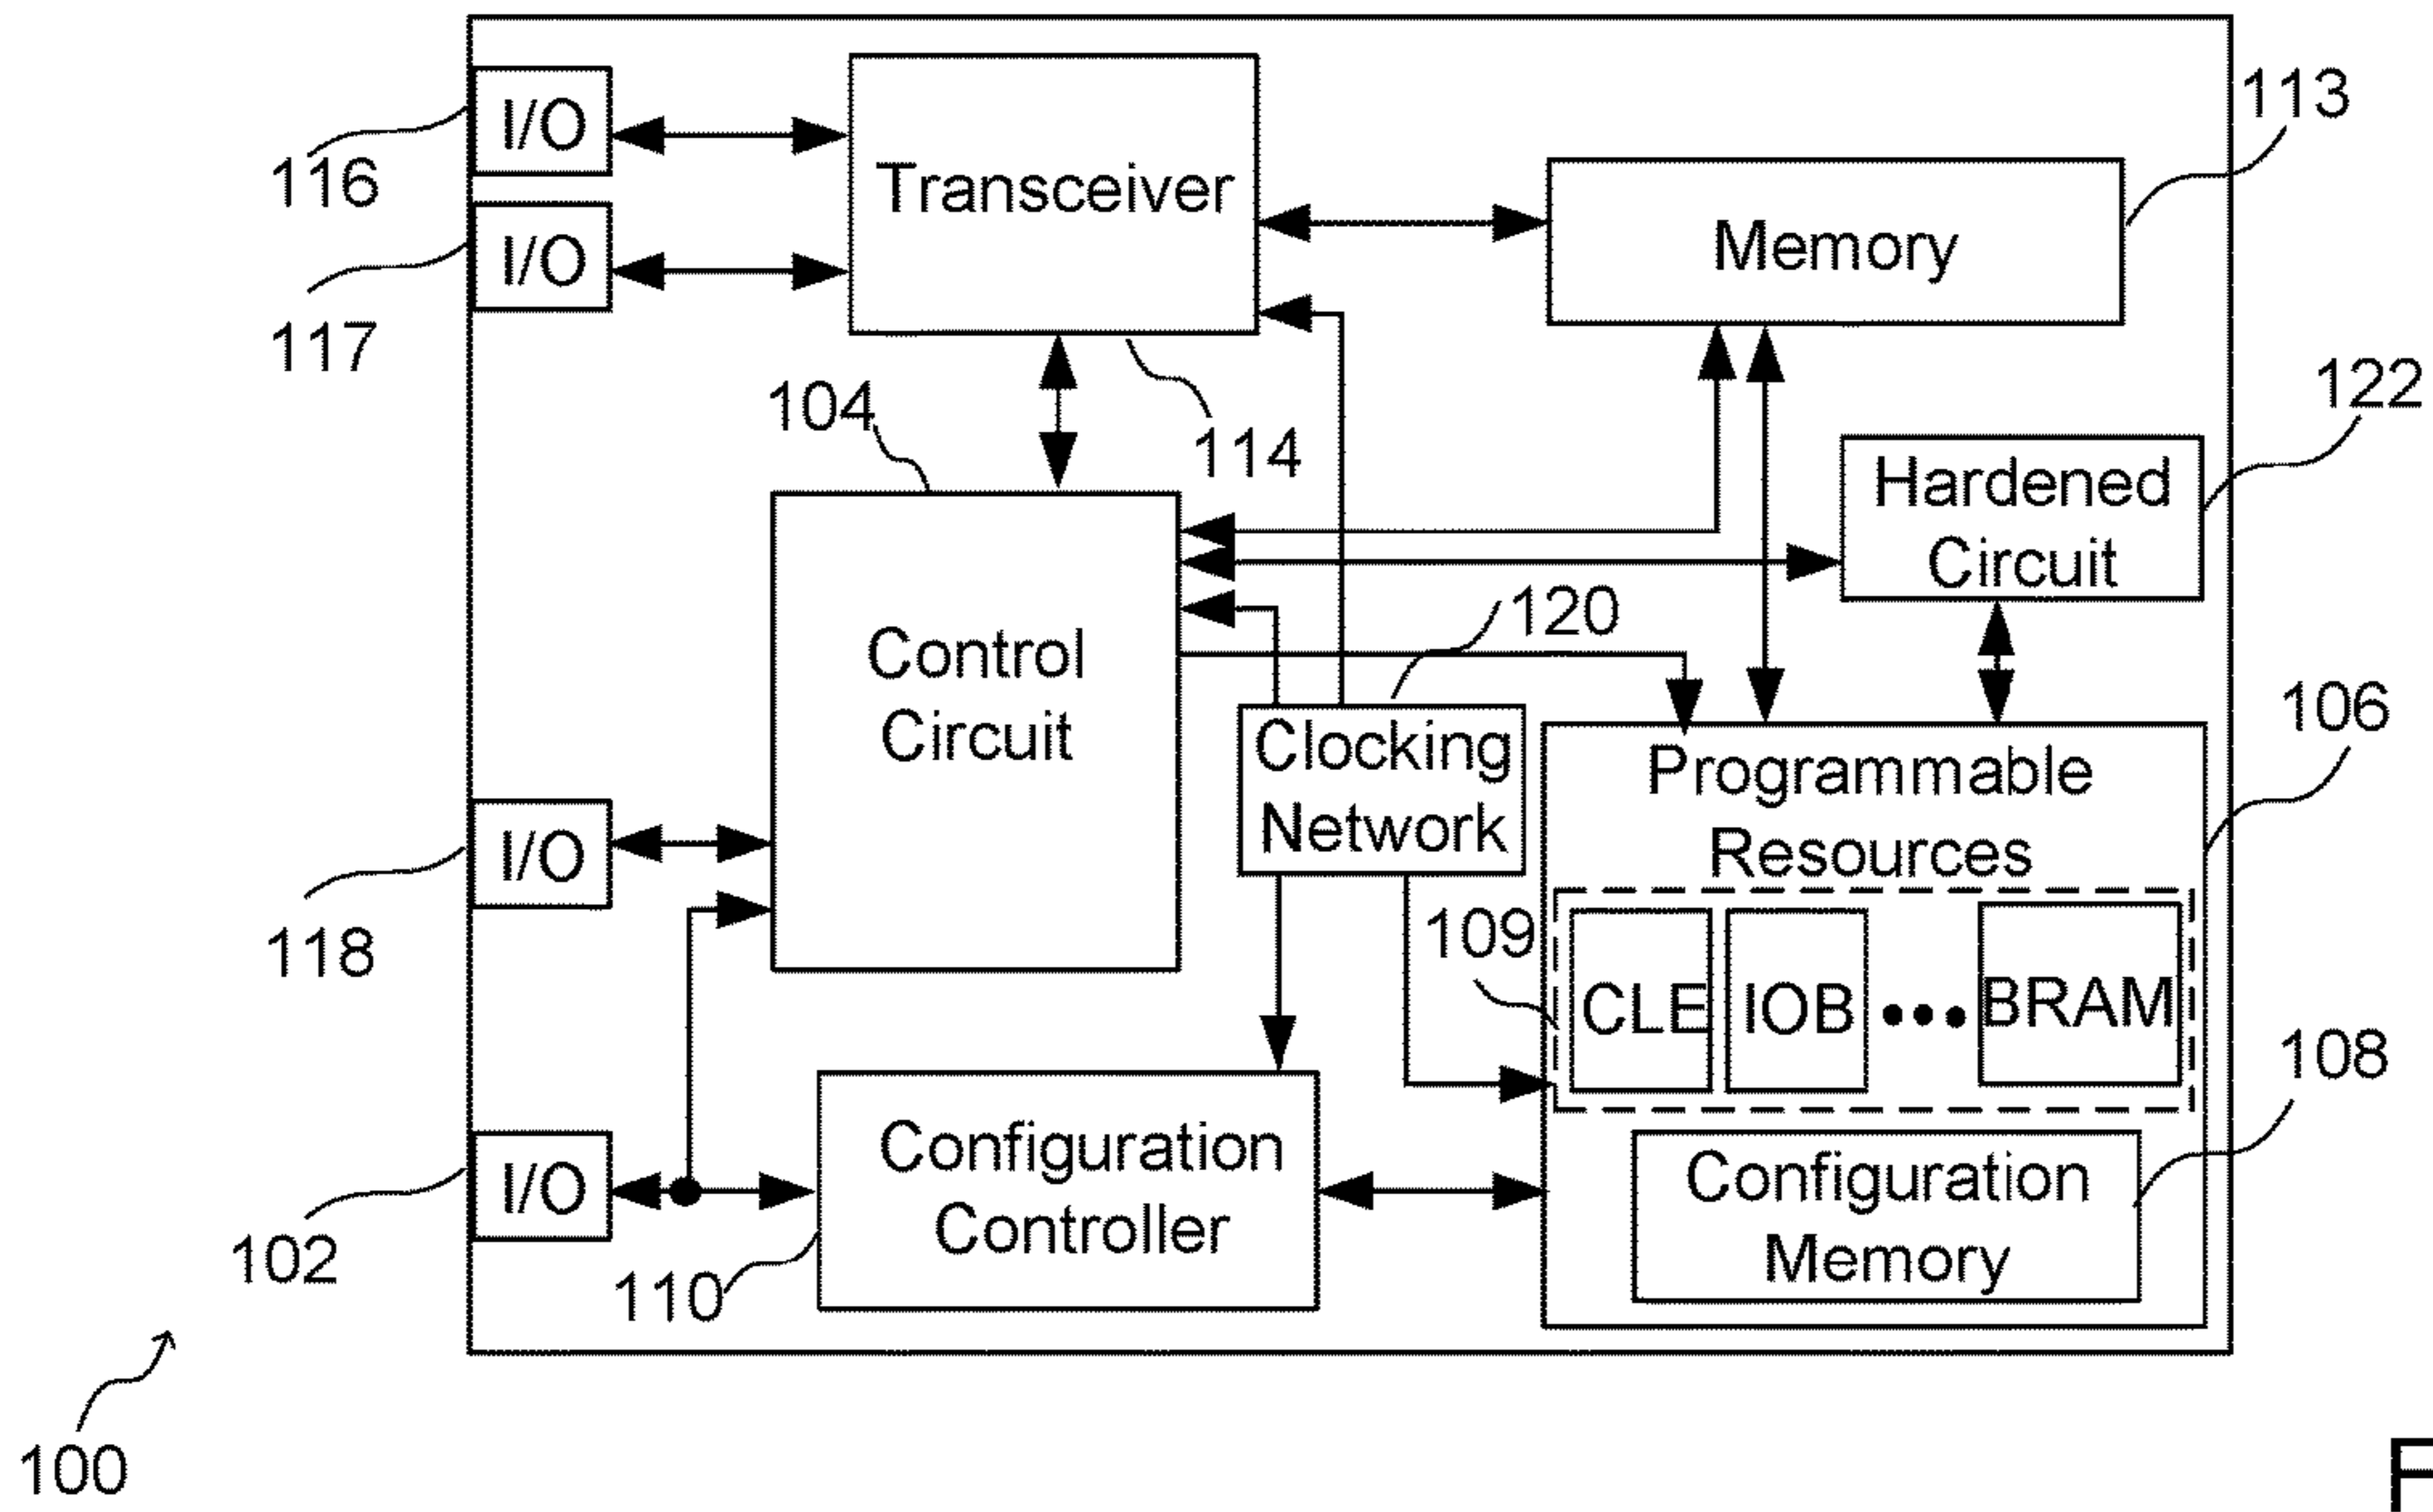 I/O
116
I/O
117
Transceiver
114
Memory
113
104
Control
Circuit
Hardened
Circuit
122
120
Clocking
Network
Programmable
Resources
106
109
CLE IOB ••• BRAM
Configuration
Memory
108
I/O
118
I/O
102
Configuration
Controller
110
100
F